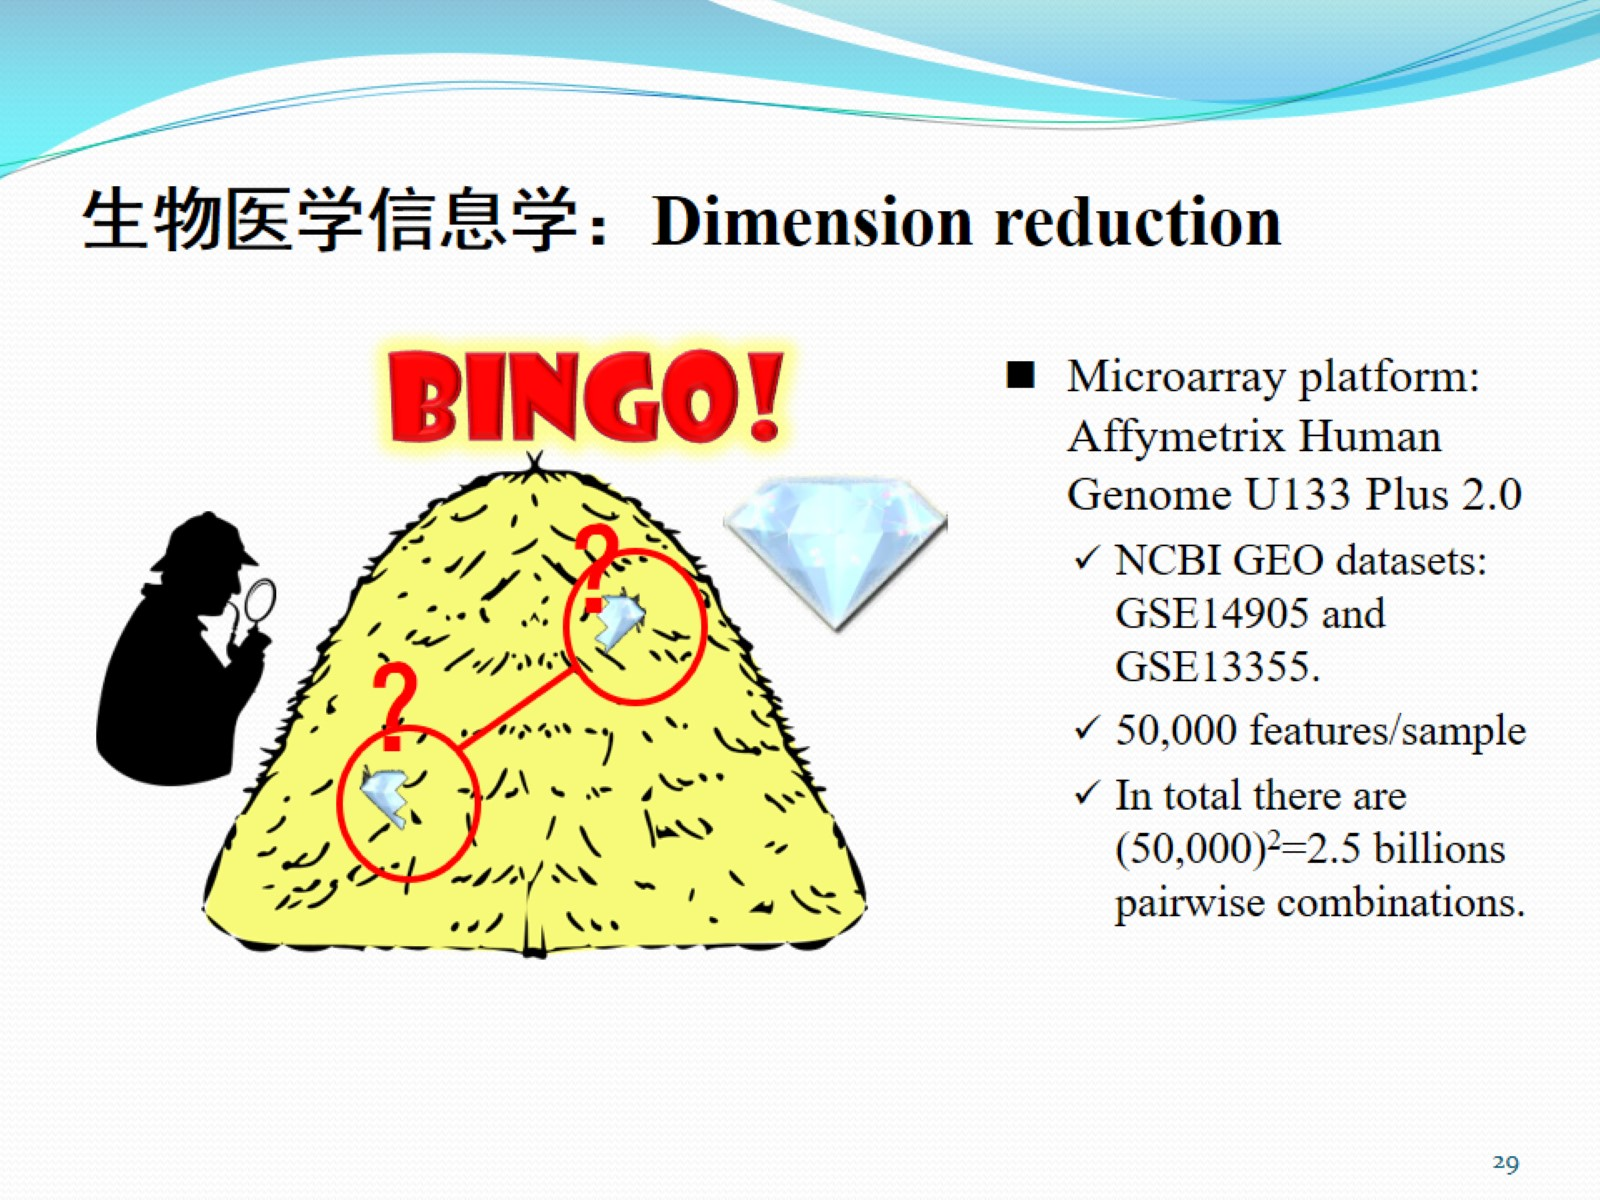 生物医学信息学：Dimension reduction
BINGO!
?
?
■ Microarray platform:
Affymetrix Human
Genome U133 Plus 2.0
✓ NCBI GEO datasets:
GSE14905 and
GSE13355.
✓ 50,000 features/sample
✓ In total there are
(50,000)²=2.5 billions
pairwise combinations.
29